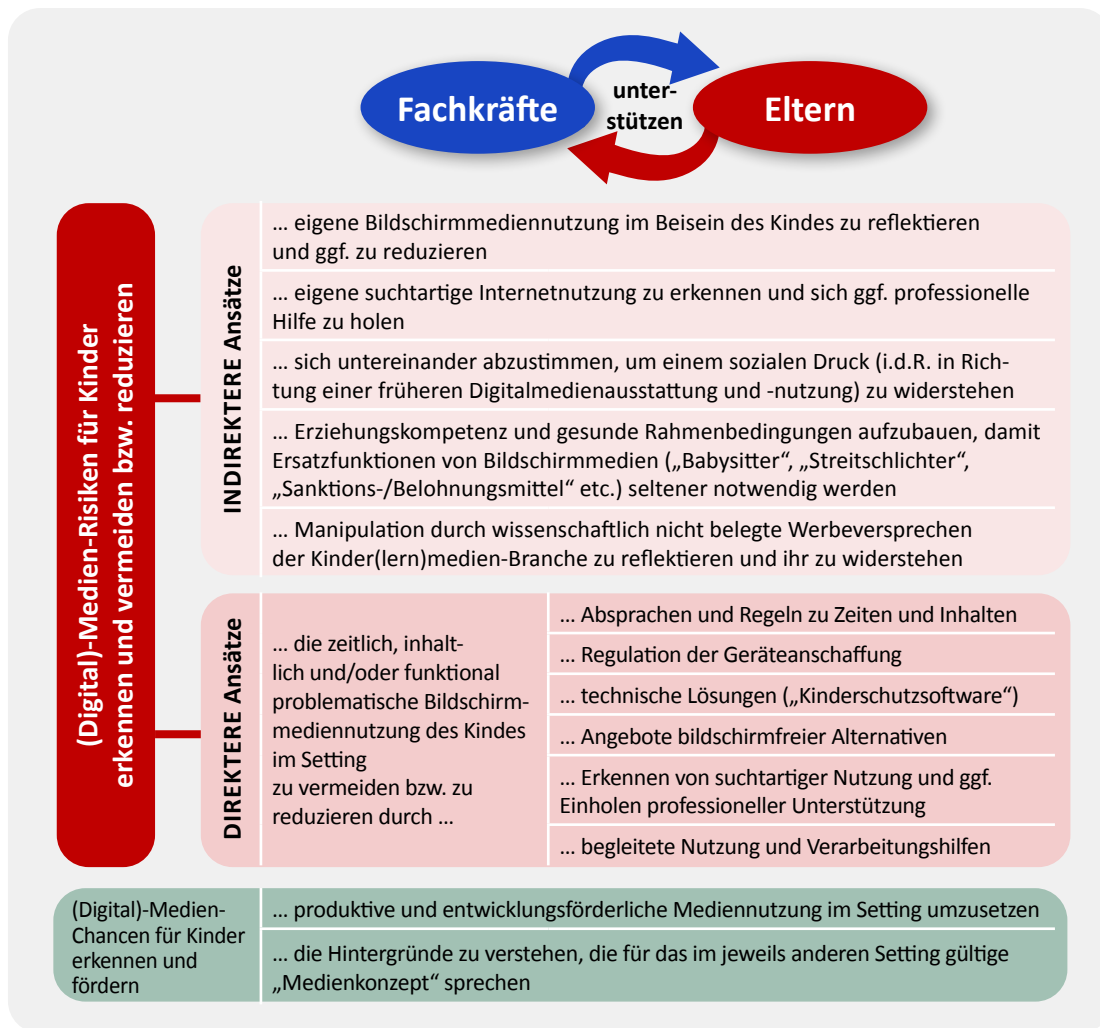 Fachkräfte
unter-
stützen
Eltern
(Digital)-Medien-Risiken für Kinder
erkennen und vermeiden bzw. reduzieren
INDIREKTERE Ansätze
... eigene Bildschirmmediennutzung im Beisein des Kindes zu reflektieren
und ggf. zu reduzieren
... eigene suchtartige Internetnutzung zu erkennen und sich ggf. professionelle
Hilfe zu holen
... sich untereinander abzustimmen, um einem sozialen Druck (i.d.R. in Rich-
tung einer früheren Digitalmedienausstattung und -nutzung) zu widerstehen
... Erziehungskompetenz und gesunde Rahmenbedingungen aufzubauen, damit
Ersatzfunktionen von Bildschirmmedien („Babysitter“, „Streitschlichter“,
„Sanktions-/Belohnungsmittel“ etc.) seltener notwendig werden
... Manipulation durch wissenschaftlich nicht belegte Werbeversprechen
der Kinder(lern)medien-Branche zu reflektieren und ihr zu widerstehen
DIREKTERE Ansätze
... die zeitlich, inhalt-
lich und/oder funktional
problematische Bildschirm-
mediennutzung des Kindes
im Setting
zu vermeiden bzw. zu
reduzieren durch ...
... Absprachen und Regeln zu Zeiten und Inhalten
... Regulation der Geräteanschaffung
... technische Lösungen („Kinderschutzsoftware“)
... Angebote bildschirmfreier Alternativen
... Erkennen von suchtartiger Nutzung und ggf.
Einholen professioneller Unterstützung
... begleitete Nutzung und Verarbeitungshilfen
(Digital)-Medien-
Chancen für Kinder
erkennen und
fördern
... produktive und entwicklungsförderliche Mediennutzung im Setting umzusetzen
... die Hintergründe zu verstehen, die für das im jeweils anderen Setting gültige
„Medienkonzept“ sprechen